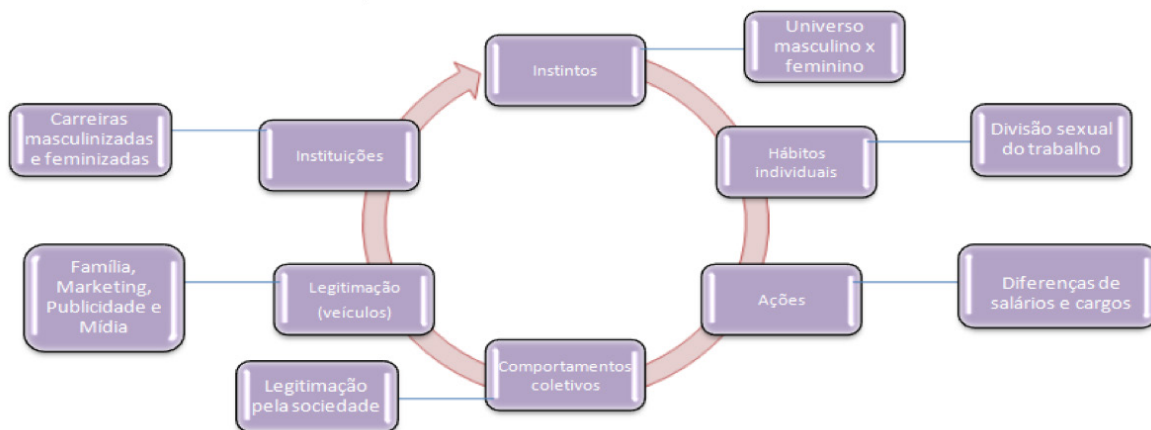 Instintos
Universo
masculino x
feminino
Hábitos
individuais
Divisão sexual
do trabalho
Ações
Diferenças de
salários e cargos
Comportamentos
coletivos
Legitimação
pela sociedade
Legitimação
(veículos)
Família,
Marketing,
Publicidade e
Mídia
Instituições
Carreiras
masculinizadas
e feminizadas